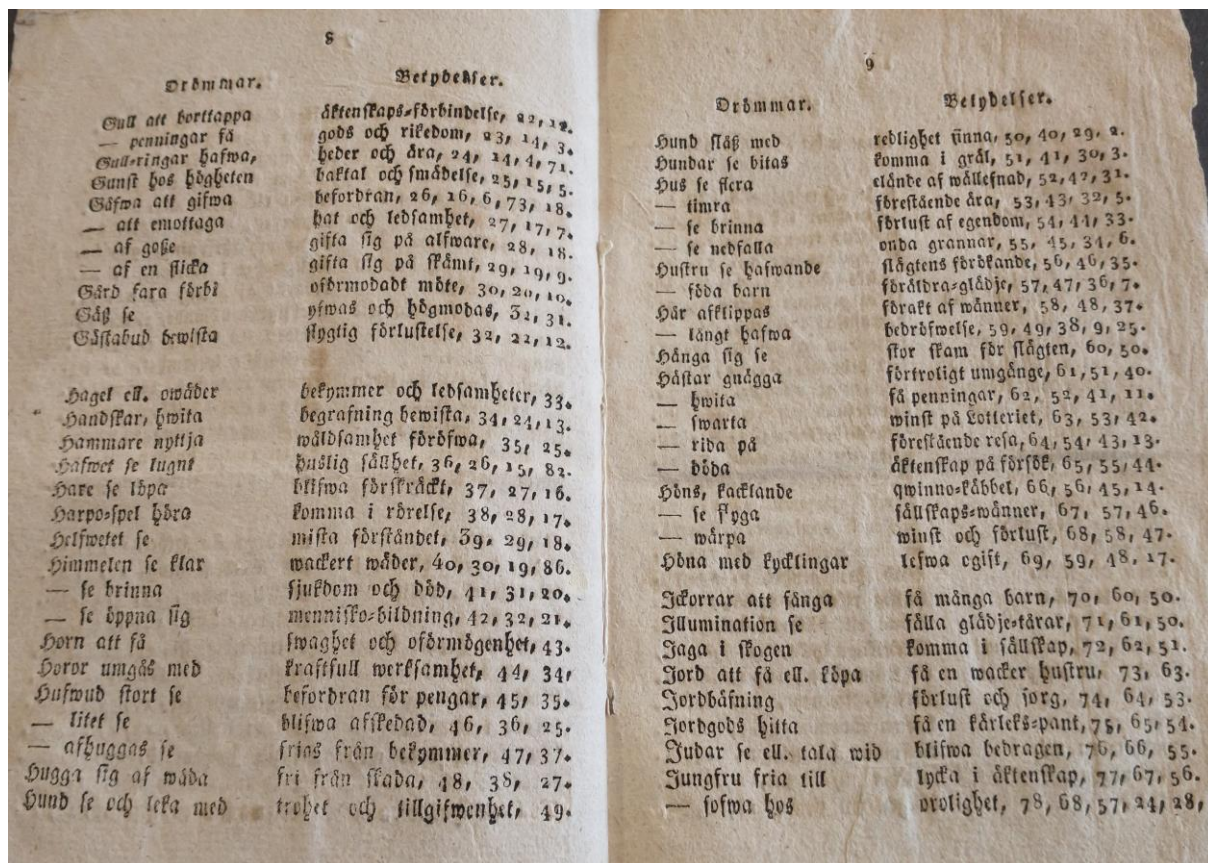 8
Drömmar. Betydelser.
Gull att borttappa äktenskaps-förbindelse, 22, 12.
— penningar få gods och rikedom, 23, 14, 3.
Gull-ringar hafwa, heder och ära, 24, 14, 4, 71.
Gunst hos högheten baktal och smädelse, 25, 15, 5.
Gåfwa att gifwa befordran, 26, 16, 6, 73, 18.
— att emottaga hat och ledsamhet, 27, 17, 7.
— af goße gifta sig på alfware, 28, 18.
— af en flicka gifta sig på skämt, 29, 19, 9.
Gård fara förbi oförmodadt möte, 30, 20, 10.
Gäß se yfwas och högmodas, 32, 31.
Gästabud bewista flygtig förlustelse, 32, 22, 12.
Hagel ell. owäder bekymmer och ledsamheter, 33.
Handskar, hwita begrafning bewista, 34, 24, 13.
Hammare nyttja wåldsamhet föröfwa, 35, 25.
Hafwet se lugnt huslig sällhet, 36, 26, 15, 82.
Hare se löpa blifwa förskräckt, 37, 27, 16.
Harpo-spel höra komma i rörelse, 38, 28, 17.
Helfwetet se mista förståndet, 39, 29, 18.
Himmelen se klar wackert wäder, 40, 30, 19, 86.
— se brinna sjukdom och död, 41, 31, 20.
— se öppna sig mennisko-bildning, 42, 32, 21.
Horn att få swaghet och oförmögenhet, 43.
Horor umgås med kraftfull werksamhet, 44, 34,
Hufwud stort se befordran för pengar, 45, 35.
— litet se blifwa afskedad, 46, 36, 25.
— afhuggas se frias från bekymmer, 47, 37.
Hugga sig af wåda fri från skada, 48, 38, 27.
Hund se och leka med trohet och tillgifwenhet, 49.
9
Drömmar. Betydelser.
Hund slåß med redlighet finna, 50, 40, 29, 2.
Hundar se bitas komma i gräl, 51, 41, 30, 3.
Hus se flera elände af wällefnad, 52, 42, 31.
— timra förestående ära, 53, 43, 32, 5.
— se brinna förlust af egendom, 54, 44, 33.
— se nedfalla onda grannar, 55, 45, 34, 6.
Hustru se hafwande slägtens förökande, 56, 46, 35.
— föda barn föräldra-glädje, 57, 47, 36, 7.
Hår afklippas förakt af wänner, 58, 48, 37.
— långt hafwa bedröfwelse, 59, 49, 38, 9, 25.
Hänga sig se stor skam för slägten, 60, 50.
Hästar gnägga förtroligt umgänge, 61, 51, 40.
— hwita få penningar, 62, 52, 41, 11.
— swarta winst på Lotteriet, 63, 53, 42.
— rida på förestående resa, 64, 54, 43, 13.
— döda äktenskap på försök, 65, 55, 44.
Höns, kacklande qwinno-käbbel, 66, 56, 45, 14.
— se flyga sällskaps-wänner, 67, 57, 46.
— wärpa winst och förlust, 68, 58, 47.
Höna med kycklingar lefwa ogift, 69, 59, 48, 17.
Ickorrar att fånga få många barn, 70, 60, 50.
Illumination se fälla glädje-tårar, 71, 61, 50.
Jaga i skogen komma i sällskap, 72, 62, 51.
Jord att få ell. köpa få en wacker hustru, 73, 63.
Jordbäfning förlust och sorg, 74, 64, 53.
Jordgods hitta få en kärleks-pant, 75, 65, 54.
Judar se ell. tala wid blifwa bedragen, 76, 66, 55.
Jungfru fria till lycka i äktenskap, 77, 67, 56.
— sofwa hos orolighet, 78, 68, 57, 24, 28,